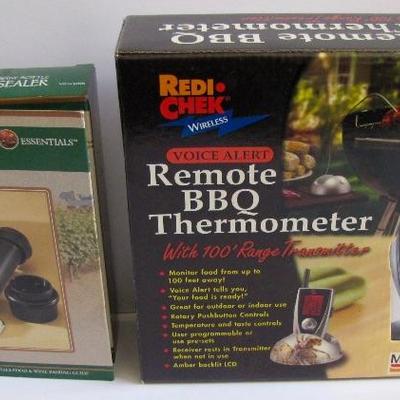 SEALER
ESSENTIALS™
Remote BBQ
Thermometer
REDI
CHEK®
WIRELESS
VOICE ALERT
Remote
BBQ
Thermometer
With 100' Range Transmitter
Monitor food from up to
100 feet away!
Voice Alert tells you,
"Your food is ready!"
Great for outdoor or indoor use
Rotary Pushbutton Controls
Temperature and taste controls
User programmable or
use pre-sets
Receiver rests in Transmitter
when not in use
Amber backlit LCD